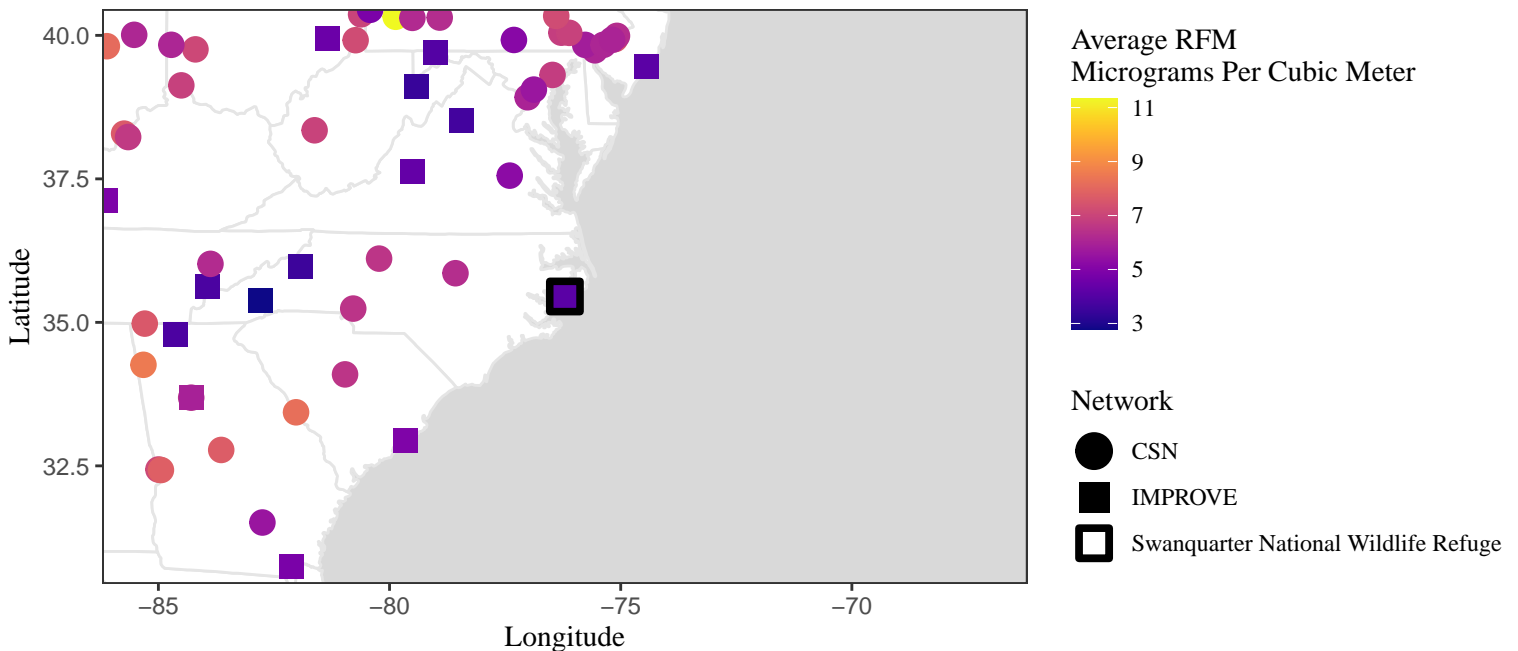 40.0
37.5
35.0
32.5
Latitude
−85
−80
−75
−70
Longitude
Average RFM
Micrograms Per Cubic Meter
11
9
7
5
3
Network
CSN
IMPROVE
Swanquarter National Wildlife Refuge